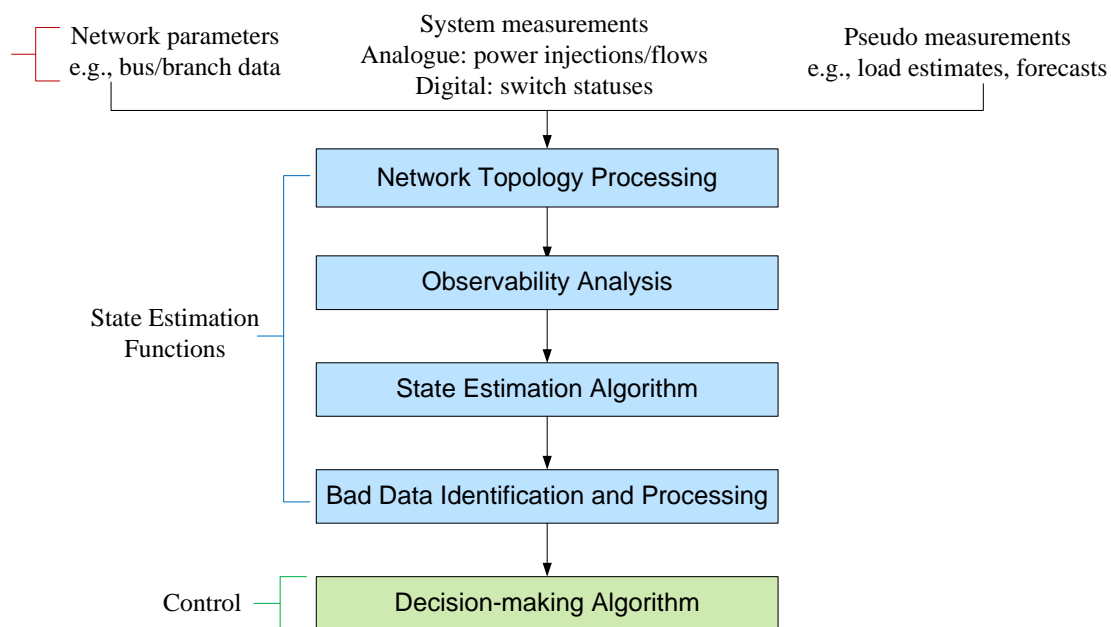 Network parameters
e.g., bus/branch data
System measurements
Analogue: power injections/flows
Digital: switch statuses
Pseudo measurements
e.g., load estimates, forecasts
Network Topology Processing
Observability Analysis
State Estimation
Functions
State Estimation Algorithm
Bad Data Identification and Processing
Control
Decision-making Algorithm